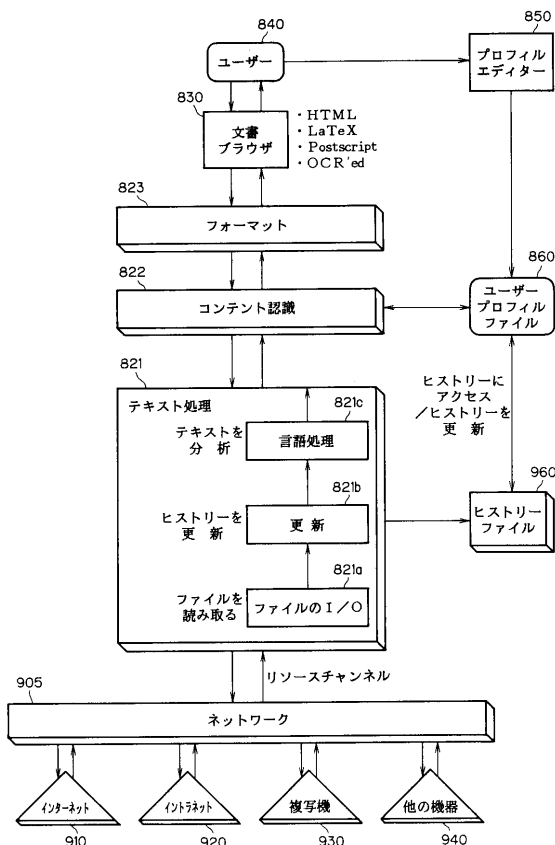 840
850
ユーザー
プロフィル
エディター
830
文書
ブラウザ
・HTML
・LaTeX
・Postscript
・OCR'ed
823
フォーマット
822
コンテント認識
860
ユーザー
プロフィル
ファイル
821
テキスト処理
821c
テキストを
分析
言語処理
ヒストリーに
アクセス
／ヒストリーを
更新
821b
ヒストリーを
更新
更新
960
ヒストリー
ファイル
821a
ファイルを
読み取る
ファイルのI／O
リソースチャンネル
905
ネットワーク
インターネット
イントラネット
複写機
他の機器
910
920
930
940